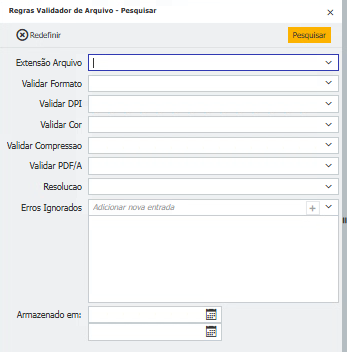 Regras Validador de Arquivo - Pesquisar
Redefinir
Pesquisar
Extensão Arquivo
Validar Formato
Validar DPI
Validar Cor
Validar Compressao
Validar PDF/A
Resolucao
Erros Ignorados
Adicionar nova entrada
Armazenado em: